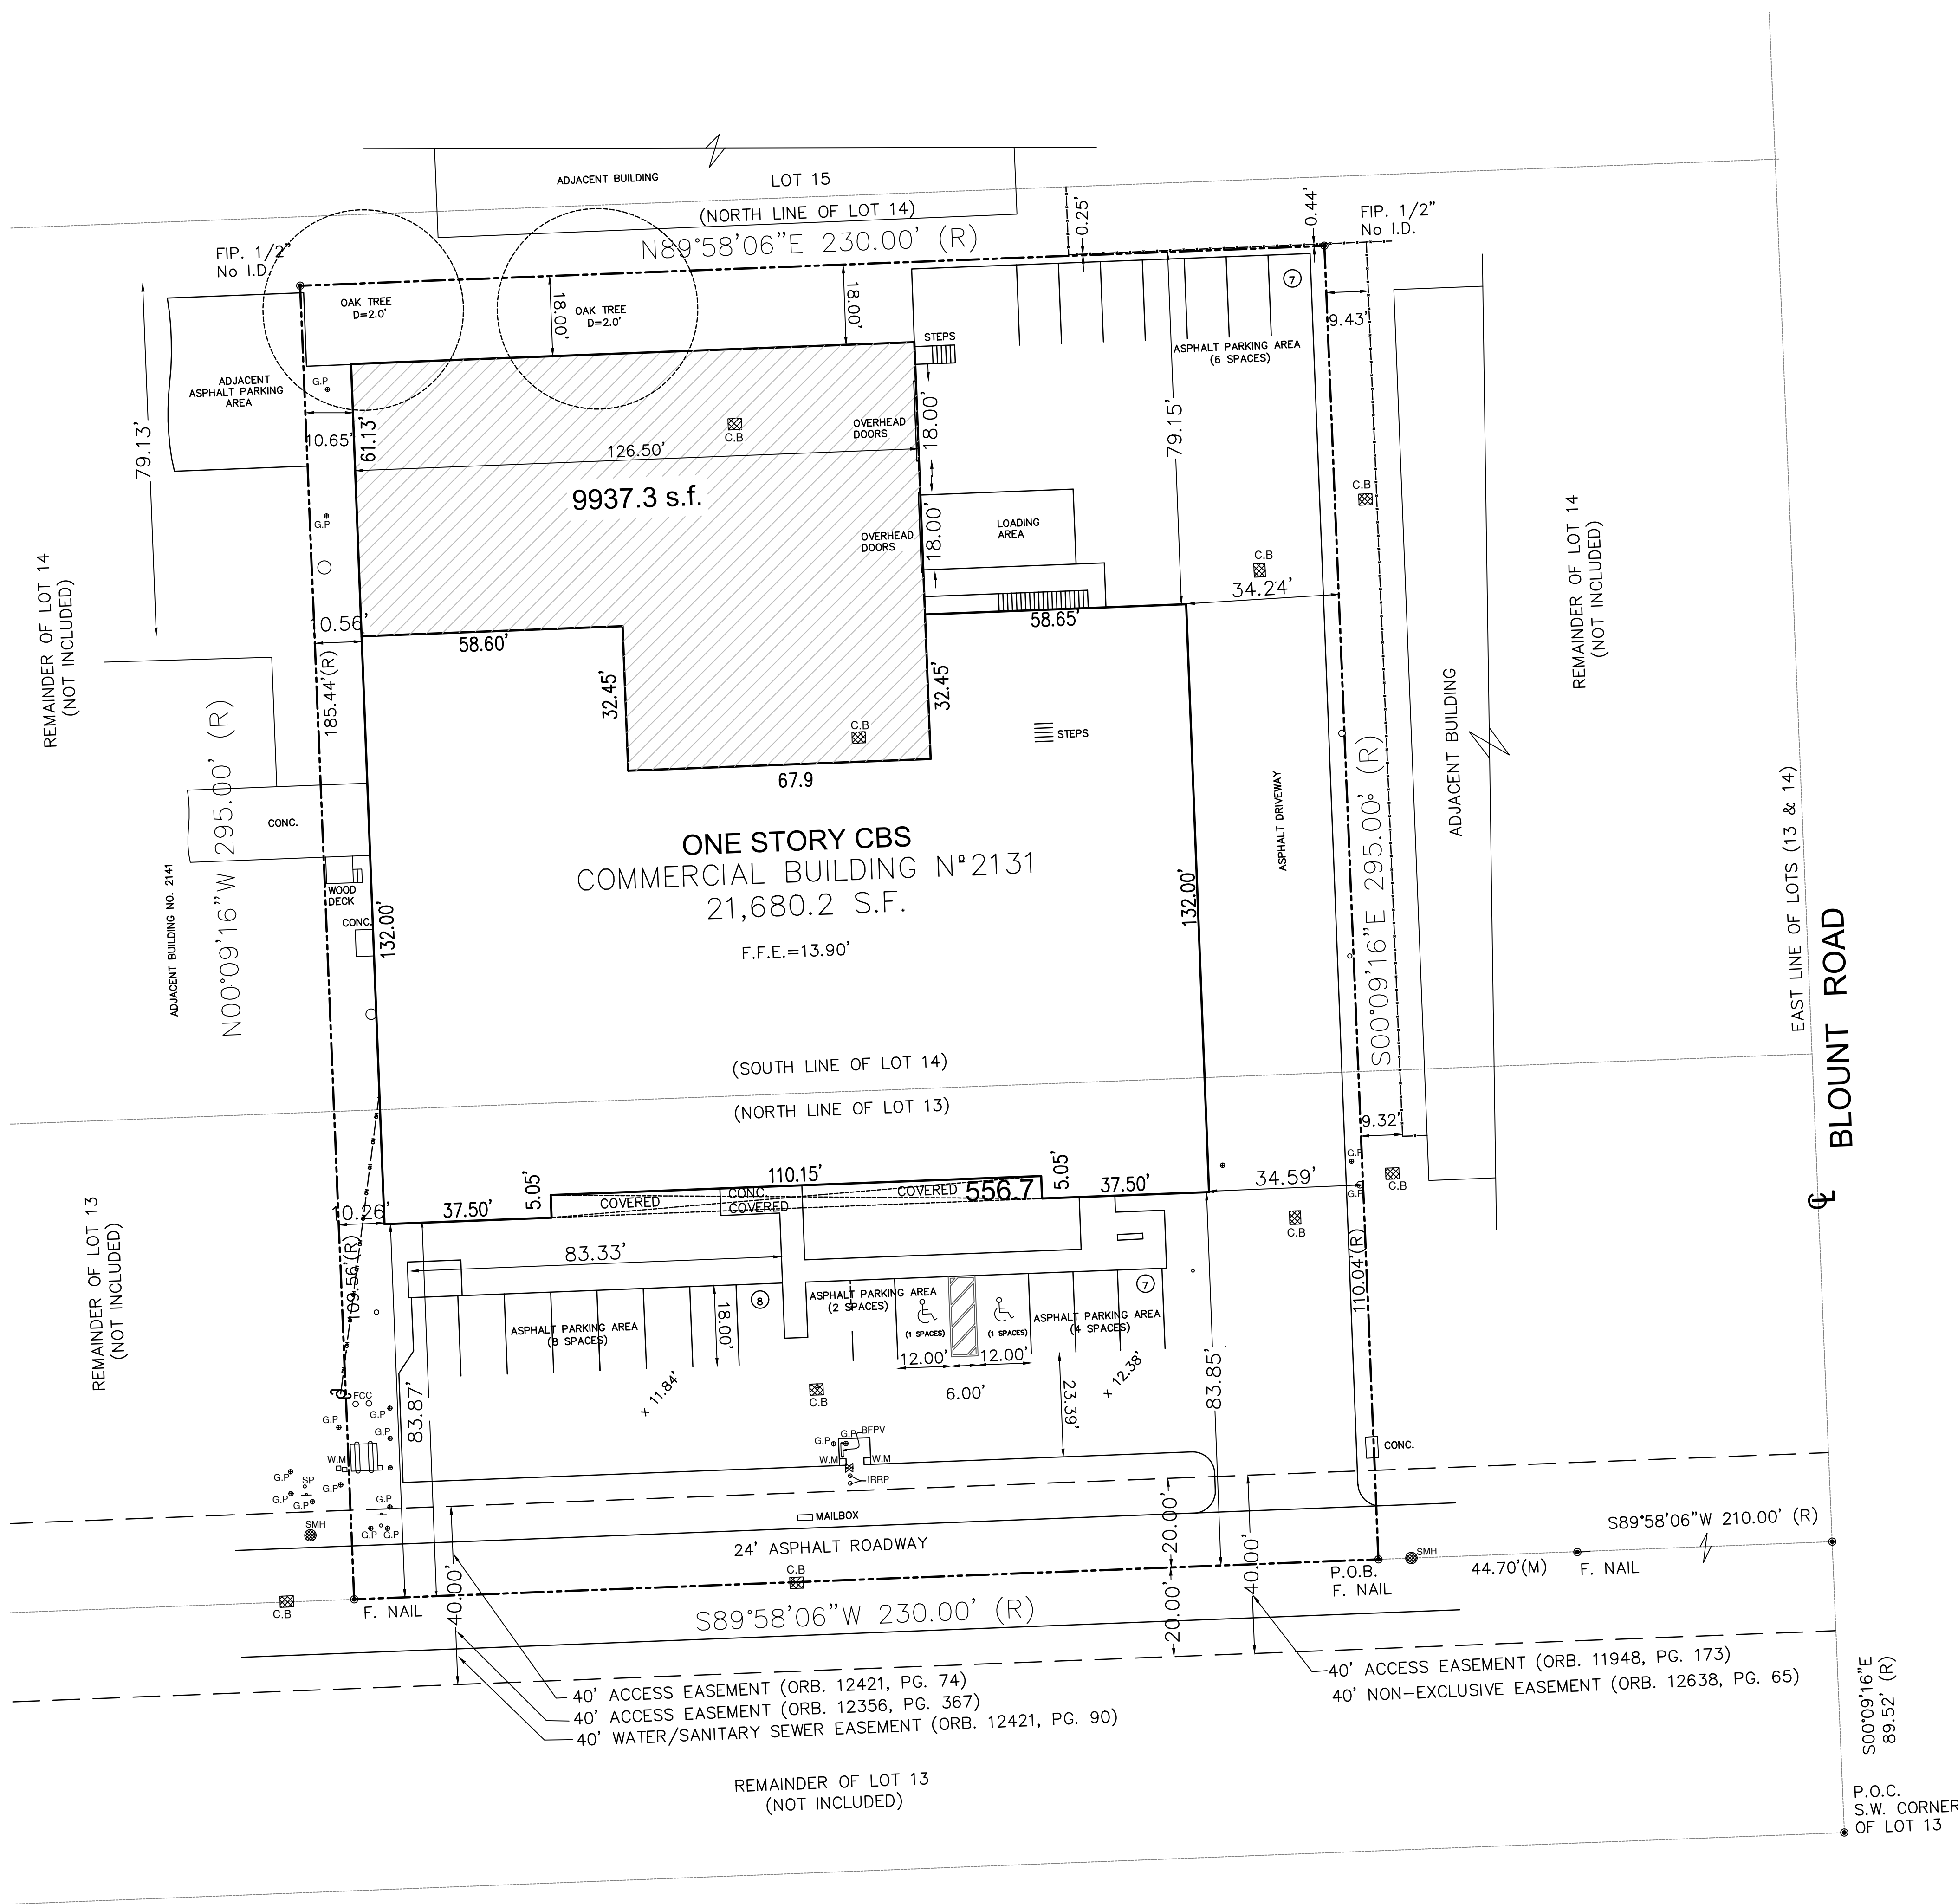 ADJACENT BUILDING
LOT 15
(NORTH LINE OF LOT 14)
N89°58'06"E 230.00' (R)
0.25'
0.44'
FIP. 1/2"
No I.D.
FIP. 1/2"
No I.D.
OAK TREE
D=2.0'
OAK TREE
D=2.0'
18.00'
18.00'
7
STEPS
ASPHALT PARKING AREA
(6 SPACES)
9.43'
ADJACENT
ASPHALT PARKING
AREA
79.13'
G.P
10.65'
61.13'
C.B
OVERHEAD
DOORS
18.00'
126.50'
9937.3 s.f.
79.15'
C.B
G.P
OVERHEAD
DOORS
18.00'
LOADING
AREA
C.B
34.24'
REMAINDER OF LOT 14
(NOT INCLUDED)
REMAINDER OF LOT 14
(NOT INCLUDED)
10.56'
58.60'
58.65'
185.44'(R)
32.45'
32.45'
C.B
STEPS
67.9
N00°09'16"W 295.00' (R)
S00°09'16"E 295.00' (R)
ADJACENT BUILDING
CONC.
ADJACENT BUILDING NO. 2141
WOOD
DECK
CONC.
132.00'
132.00'
ASPHALT DRIVEWAY
ONE STORY CBS
COMMERCIAL BUILDING Nº2131
21,680.2 S.F.
F.F.E.=13.90'
EAST LINE OF LOTS (13 & 14)
BLOUNT ROAD
(SOUTH LINE OF LOT 14)
(NORTH LINE OF LOT 13)
9.32'
G.P
G.P
C.B
110.15'
5.05'
5.05'
COVERED
CONC.
COVERED
COVERED
556.7
37.50'
37.50'
34.59'
C.B
10.26'
REMAINDER OF LOT 13
(NOT INCLUDED)
83.33'
109.56'(R)
110.04'(R)
8
7
ASPHALT PARKING AREA
(8 SPACES)
18.00'
ASPHALT PARKING AREA
(2 SPACES)
(1 SPACES)
(1 SPACES)
ASPHALT PARKING AREA
(4 SPACES)
12.00'
12.00'
6.00'
+ 11.84'
+ 12.38'
23.39'
83.87'
83.85'
C.B
FCC
G.P
G.P
G.P
W.M
G.P
SP
G.P
G.P
G.P
G.P
G.P
G.P
SMH
G.P
G.P
BFPV
W.M
W.M
IRRP
CONC.
MAILBOX
24' ASPHALT ROADWAY
S89°58'06"W 210.00' (R)
SMH
44.70'(M)
F. NAIL
P.O.B.
F. NAIL
C.B
C.B
F. NAIL
S89°58'06"W 230.00' (R)
40.00'
20.00'
20.00'
40.00'
40' ACCESS EASEMENT (ORB. 12421, PG. 74)
40' ACCESS EASEMENT (ORB. 12356, PG. 367)
40' WATER/SANITARY SEWER EASEMENT (ORB. 12421, PG. 90)
40' ACCESS EASEMENT (ORB. 11948, PG. 173)
40' NON-EXCLUSIVE EASEMENT (ORB. 12638, PG. 65)
S00°09'16"E
89.52' (R)
REMAINDER OF LOT 13
(NOT INCLUDED)
P.O.C.
S.W. CORNER
OF LOT 13